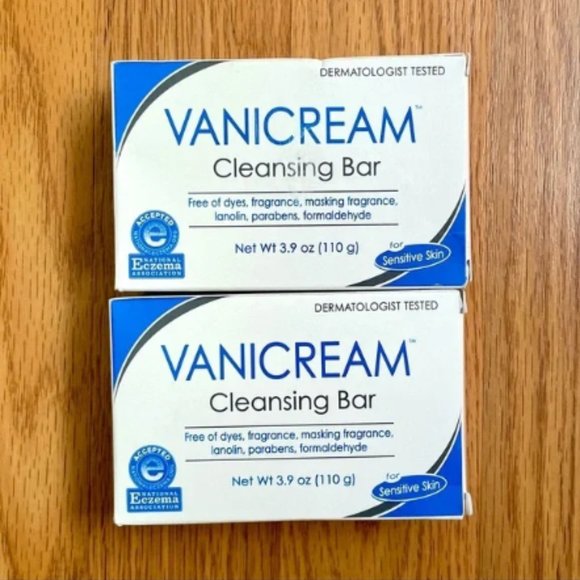 DERMATOLOGIST TESTED
VANICREAM™
Cleansing Bar
Free of dyes, fragrance, masking fragrance,
lanolin, parabens, formaldehyde
Net Wt 3.9 oz (110 g)
for
Sensitive Skin
ACCEPTED
e
NATIONAL
Eczema
ASSOCIATION
DERMATOLOGIST TESTED
VANICREAM™
Cleansing Bar
Free of dyes, fragrance, masking fragrance,
lanolin, parabens, formaldehyde
Net Wt 3.9 oz (110 g)
for
Sensitive Skin
ACCEPTED
e
NATIONAL
Eczema
ASSOCIATION